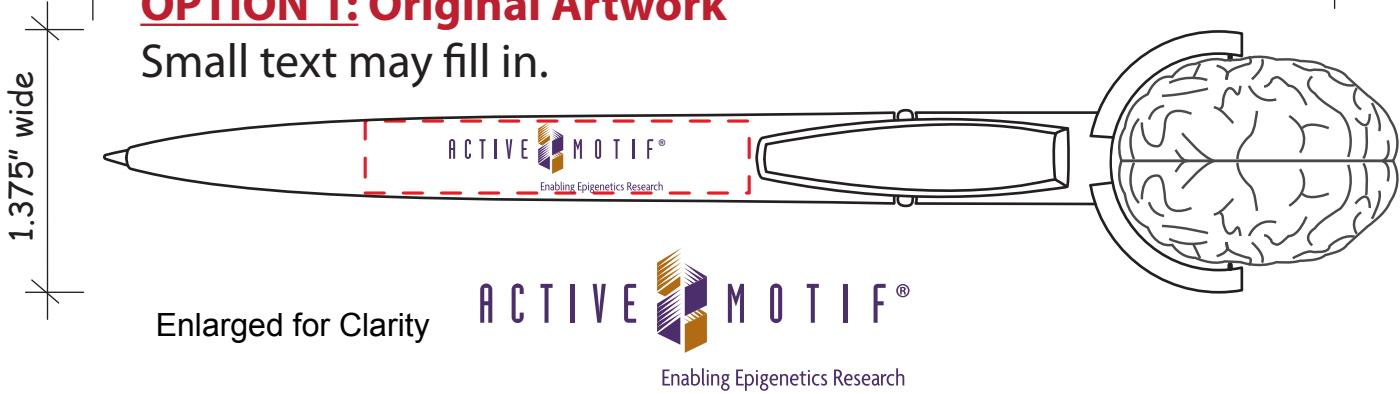 OPTION 1: Original Artwork
Small text may fill in.
1.375" wide
ACTIVE MOTIF®
Enabling Epigenetics Research
Enlarged for Clarity
ACTIVE MOTIF®
Enabling Epigenetics Research